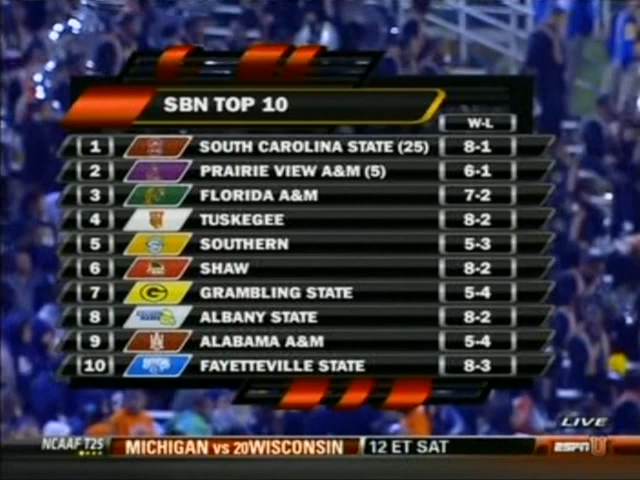 SBN TOP 10
W-L
1 SOUTH CAROLINA STATE (25) 8-1
2 PRAIRIE VIEW A&M (5) 6-1
3 FLORIDA A&M 7-2
4 TUSKEGEE 8-2
5 SOUTHERN 5-3
6 SHAW 8-2
7 GRAMBLING STATE 5-4
8 ALBANY STATE 8-2
9 ALABAMA A&M 5-4
10 FAYETTEVILLE STATE 8-3
LIVE
NCAAF T25 MICHIGAN vs 20 WISCONSIN 12 ET SAT ESPN U